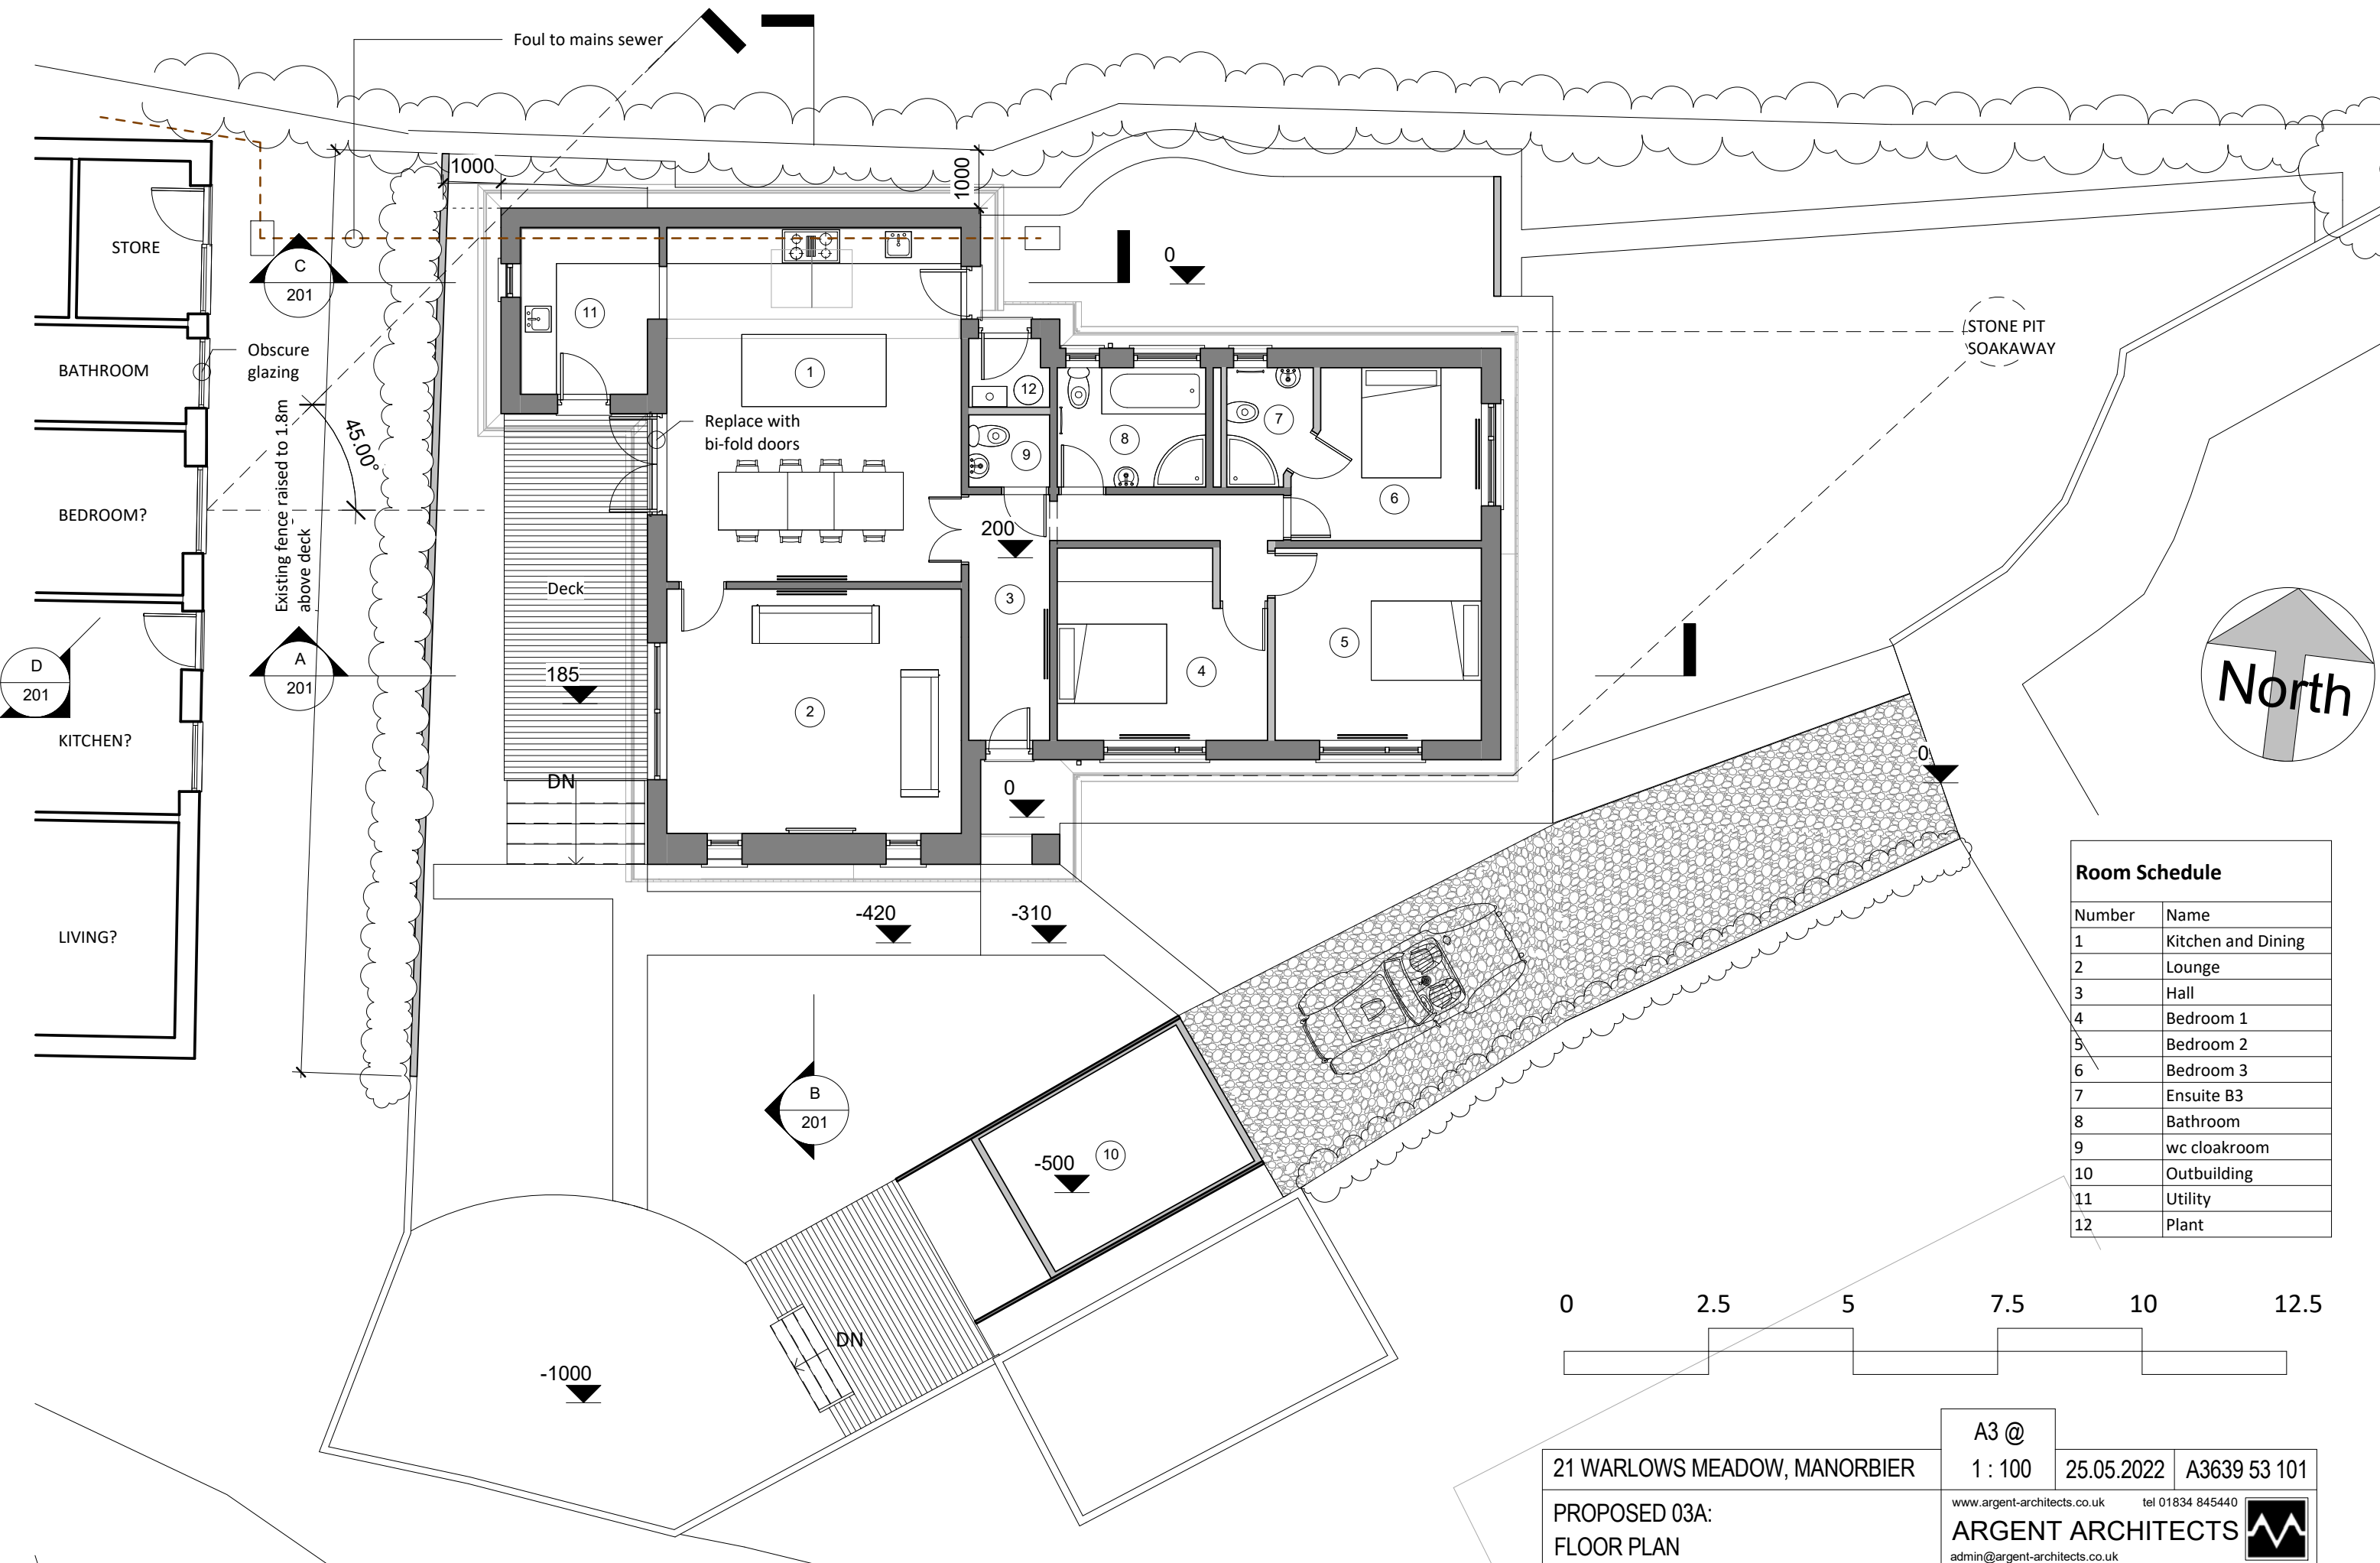 Foul to mains sewer
1000
1000
STORE
C
201
0
11
STONE PIT
SOAKAWAY
Obscure
glazing
BATHROOM
1
12
Existing fence raised to 1.8m
above deck
45.00°
Replace with
bi-fold doors
7
8
9
6
BEDROOM?
200
Deck
3
A
201
D
201
185
5
4
2
North
KITCHEN?
DN
0
0
Room Schedule
Number Name
1 Kitchen and Dining
2 Lounge
3 Hall
4 Bedroom 1
5 Bedroom 2
6 Bedroom 3
7 Ensuite B3
8 Bathroom
9 wc cloakroom
10 Outbuilding
11 Utility
12 Plant
-420
-310
LIVING?
B
201
-500
10
DN
-1000
0 2.5 5 7.5 10 12.5
A3 @
1 : 100
21 WARLOWS MEADOW, MANORBIER
25.05.2022
A3639 53 101
PROPOSED 03A:
FLOOR PLAN
www.argent-architects.co.uk tel 01834 845440
ARGENT ARCHITECTS
admin@argent-architects.co.uk